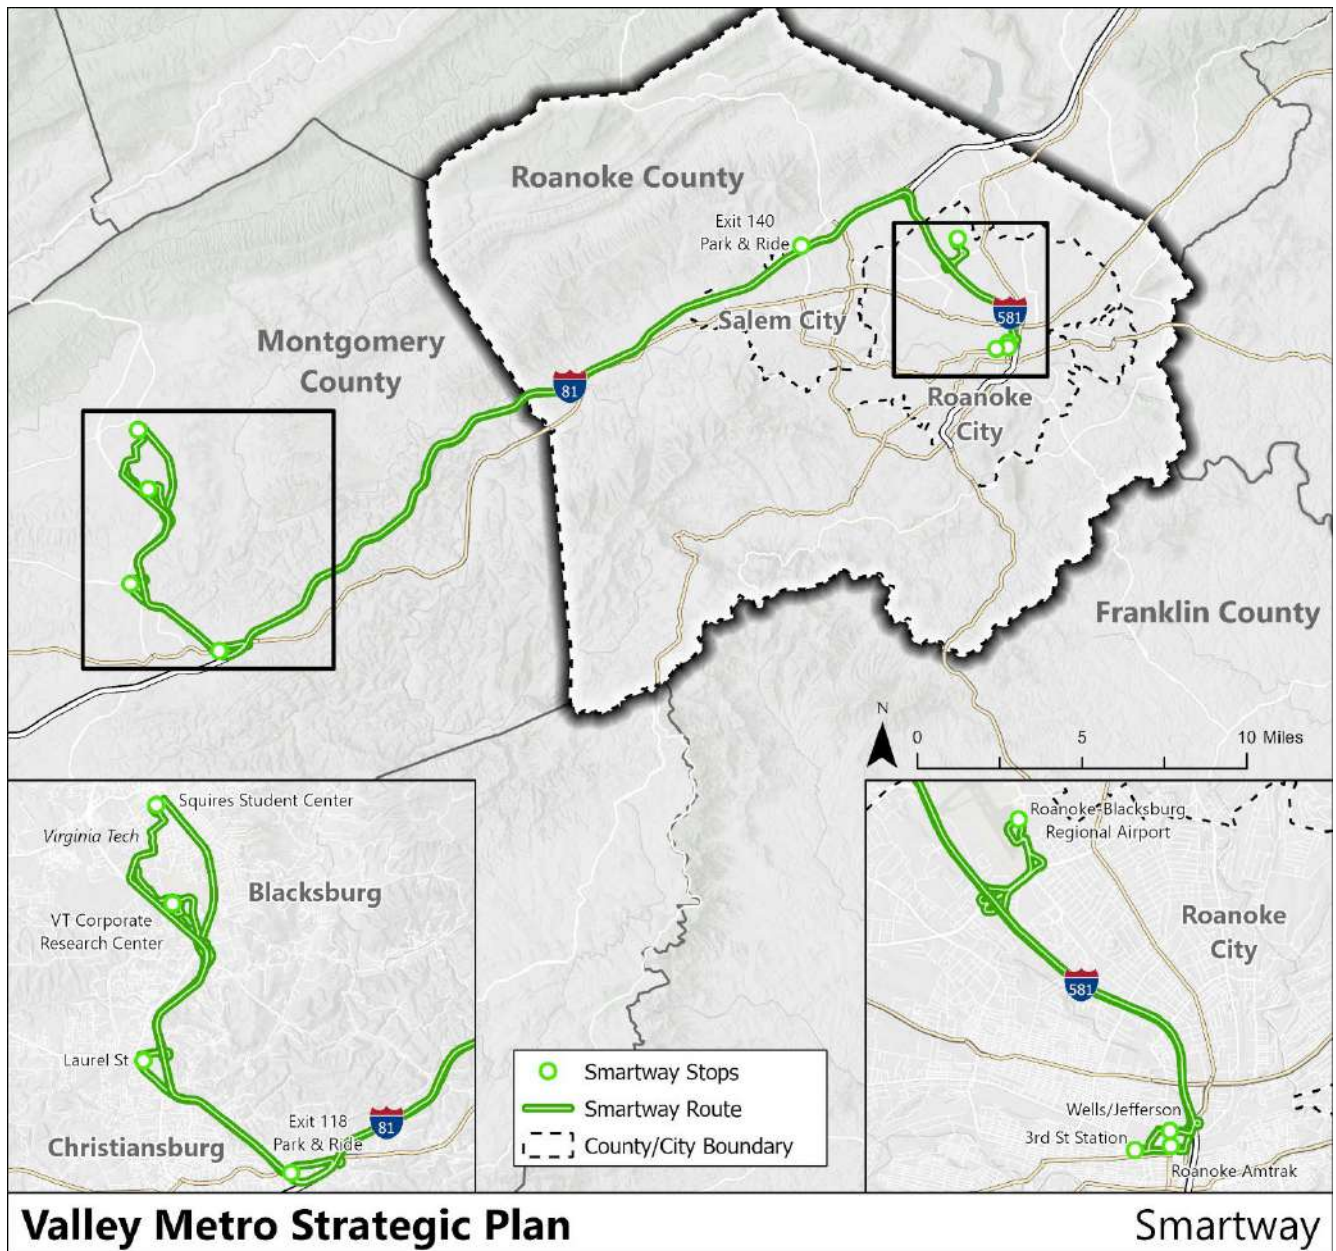 Roanoke County
Exit 140
Park & Ride
Montgomery
County
Salem City
581
81
Roanoke
City
Franklin County
N
0
5
10 Miles
Squires Student Center
Virginia Tech
Blacksburg
VT Corporate
Research Center
Laurel St
Exit 118
Park & Ride
81
Christiansburg
Smartway Stops
Smartway Route
County/City Boundary
Roanoke-Blacksburg
Regional Airport
Roanoke
City
581
Wells/Jefferson
3rd St Station
Roanoke Amtrak
Valley Metro Strategic Plan
Smartway